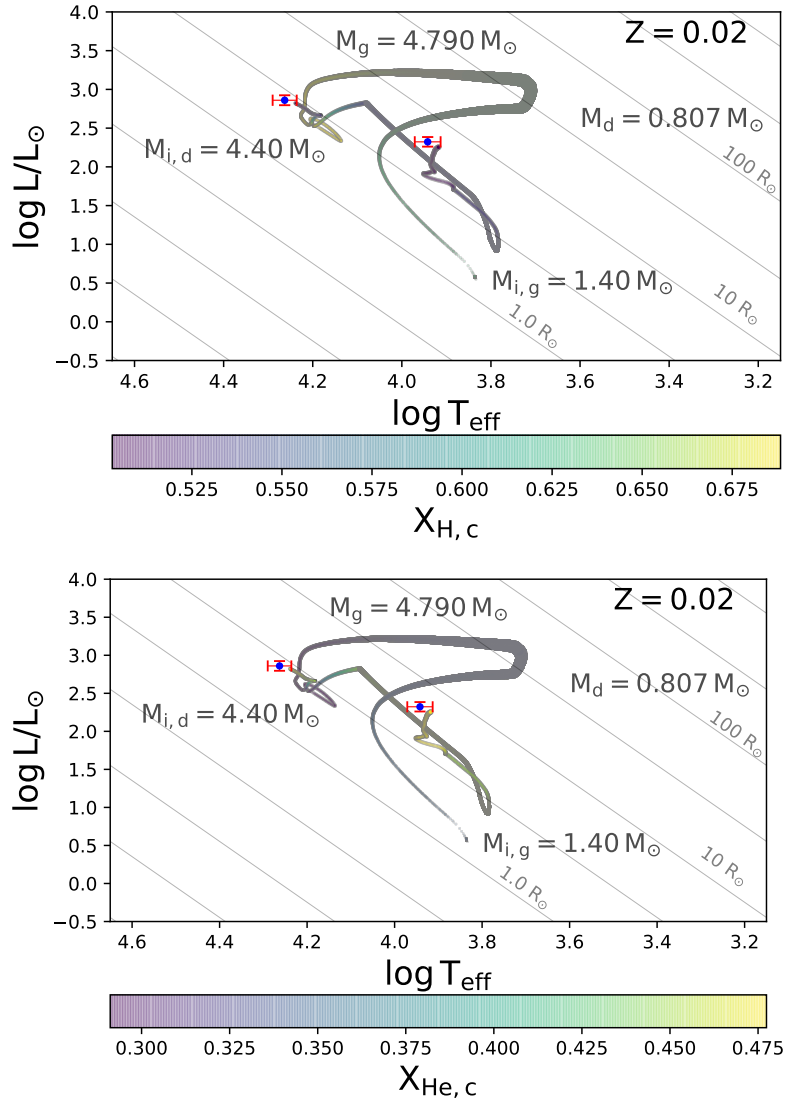 4.0
3.5
3.0
2.5
2.0
1.5
1.0
0.5
0.0
−0.5
log L/L⊙
Z = 0.02
M_g = 4.790 M⊙
M_d = 0.807 M⊙
M_i,d = 4.40 M⊙
100 R⊙
M_i,g = 1.40 M⊙
10 R⊙
1.0 R⊙
4.6 4.4 4.2 4.0 3.8 3.6 3.4 3.2
log T_eff
0.525 0.550 0.575 0.600 0.625 0.650 0.675
X_H,c
4.0
3.5
3.0
2.5
2.0
1.5
1.0
0.5
0.0
−0.5
log L/L⊙
Z = 0.02
M_g = 4.790 M⊙
M_d = 0.807 M⊙
M_i,d = 4.40 M⊙
100 R⊙
M_i,g = 1.40 M⊙
10 R⊙
1.0 R⊙
4.6 4.4 4.2 4.0 3.8 3.6 3.4 3.2
log T_eff
0.300 0.325 0.350 0.375 0.400 0.425 0.450 0.475
X_He,c